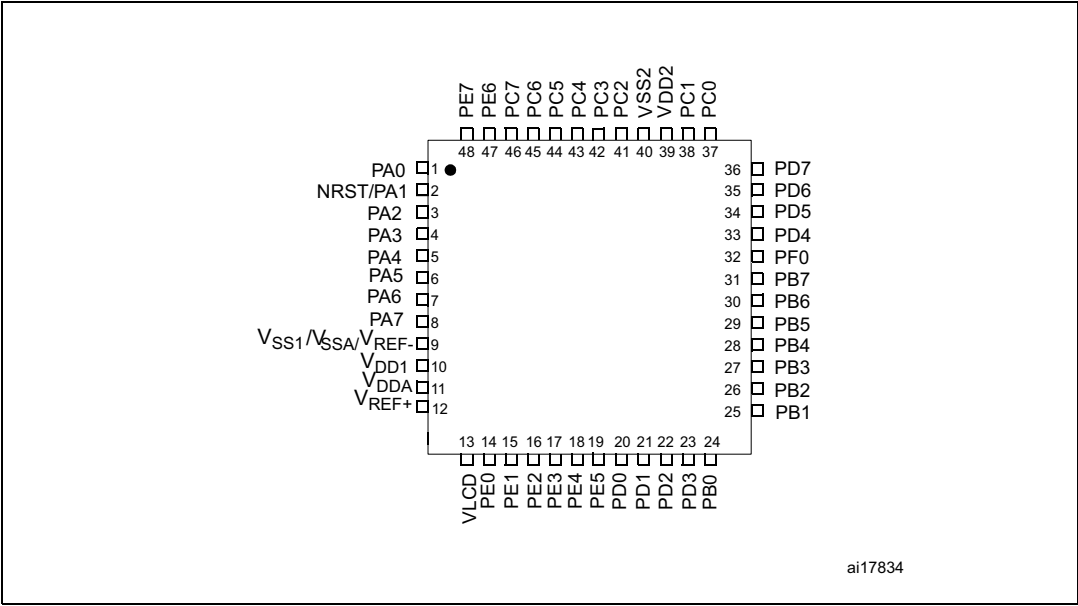 PE7 PE6 PC7 PC6 PC5 PC4 PC3 PC2 VSS2 VDD2 PC1 PC0
48 47 46 45 44 43 42 41 40 39 38 37
PA0 1 36 PD7
NRST/PA1 2 35 PD6
PA2 3 34 PD5
PA3 4 33 PD4
PA4 5 32 PF0
PA5 6 31 PB7
PA6 7 30 PB6
PA7 8 29 PB5
VSS1/VSSA/VREF- 9 28 PB4
VDD1 10 27 PB3
VDDA 11 26 PB2
VREF+ 12 25 PB1
13 14 15 16 17 18 19 20 21 22 23 24
VLCD PE0 PE1 PE2 PE3 PE4 PE5 PD0 PD1 PD2 PD3 PB0
ai17834